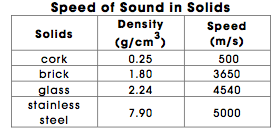 Speed of Sound in Solids
Solids Density (g/cm³) Speed (m/s)
cork 0.25 500
brick 1.80 3650
glass 2.24 4540
stainless steel 7.90 5000